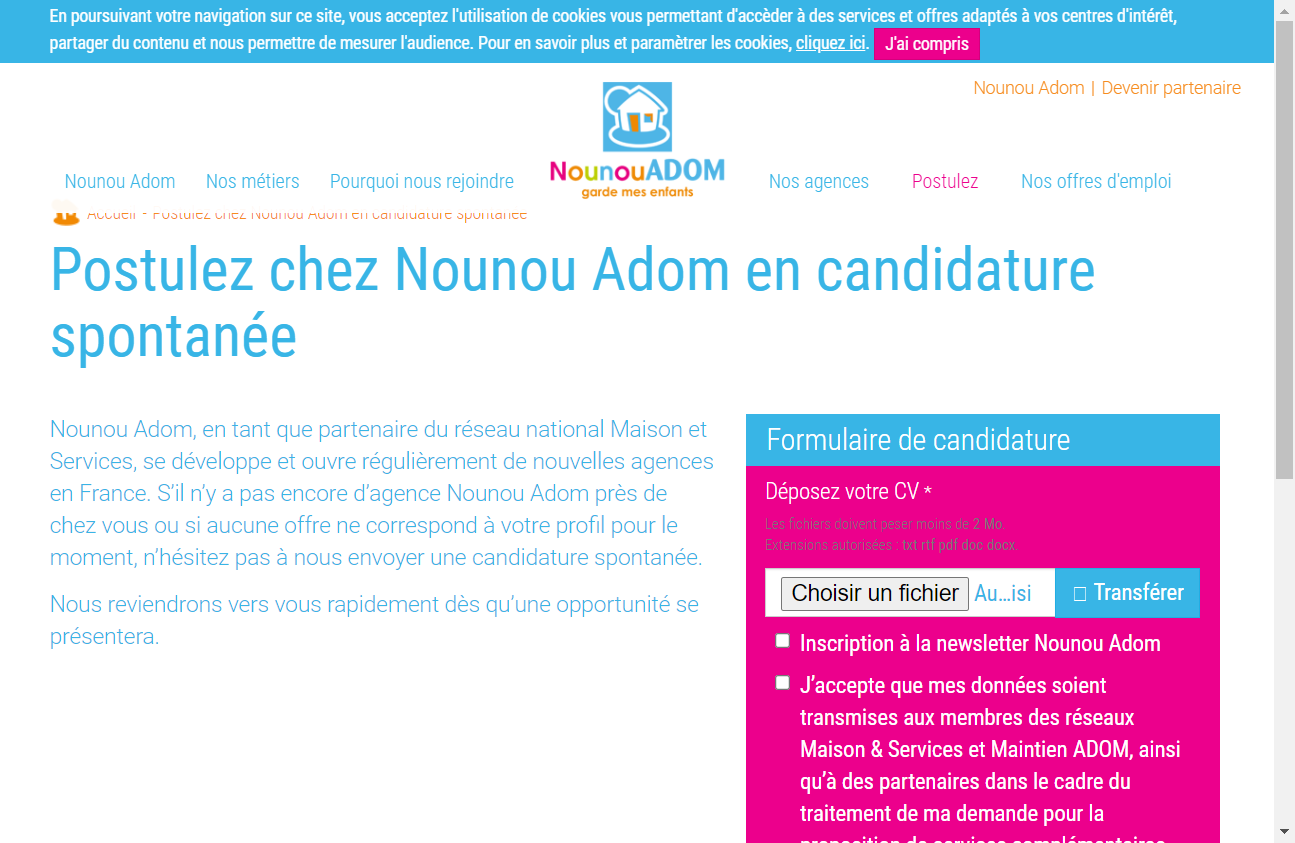 En poursuivant votre navigation sur ce site, vous acceptez l'utilisation de cookies vous permettant d'accèder à des services et offres adaptés à vos centres d'intérêt,
partager du contenu et nous permettre de mesurer l'audience. Pour en savoir plus et paramètrer les cookies, cliquez ici. J'ai compris
Nounou Adom | Devenir partenaire
NounouADOM
garde mes enfants
Nounou Adom Nos métiers Pourquoi nous rejoindre Nos agences Postulez Nos offres d'emploi
Accueil - Postulez chez Nounou Adom en candidature spontanée
Postulez chez Nounou Adom en candidature
spontanée
Nounou Adom, en tant que partenaire du réseau national Maison et
Services, se développe et ouvre régulièrement de nouvelles agences
en France. S’il n’y a pas encore d’agence Nounou Adom près de
chez vous ou si aucune offre ne correspond à votre profil pour le
moment, n’hésitez pas à nous envoyer une candidature spontanée.
Nous reviendrons vers vous rapidement dès qu’une opportunité se
présentera.
Formulaire de candidature
Déposez votre CV *
Les fichiers doivent peser moins de 2 Mo.
Extensions autorisées : txt rtf pdf doc docx.
Choisir un fichier Au...isi Transférer
Inscription à la newsletter Nounou Adom
J’accepte que mes données soient
transmises aux membres des réseaux
Maison & Services et Maintien ADOM, ainsi
qu’à des partenaires dans le cadre du
traitement de ma demande pour la
proposition de services complémentaires